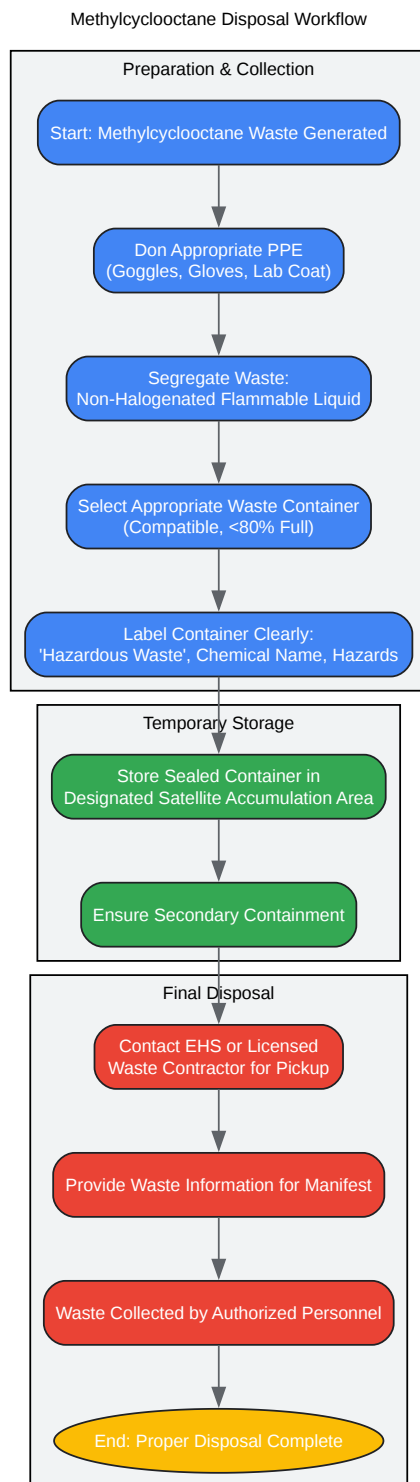 Methylcyclooctane Disposal Workflow
Preparation & Collection
Start: Methylcyclooctane Waste Generated
Don Appropriate PPE
(Goggles, Gloves, Lab Coat)
Segregate Waste:
Non-Halogenated Flammable Liquid
Select Appropriate Waste Container
(Compatible, <80% Full)
Label Container Clearly:
'Hazardous Waste', Chemical Name, Hazards
Temporary Storage
Store Sealed Container in
Designated Satellite Accumulation Area
Ensure Secondary Containment
Final Disposal
Contact EHS or Licensed
Waste Contractor for Pickup
Provide Waste Information for Manifest
Waste Collected by Authorized Personnel
End: Proper Disposal Complete